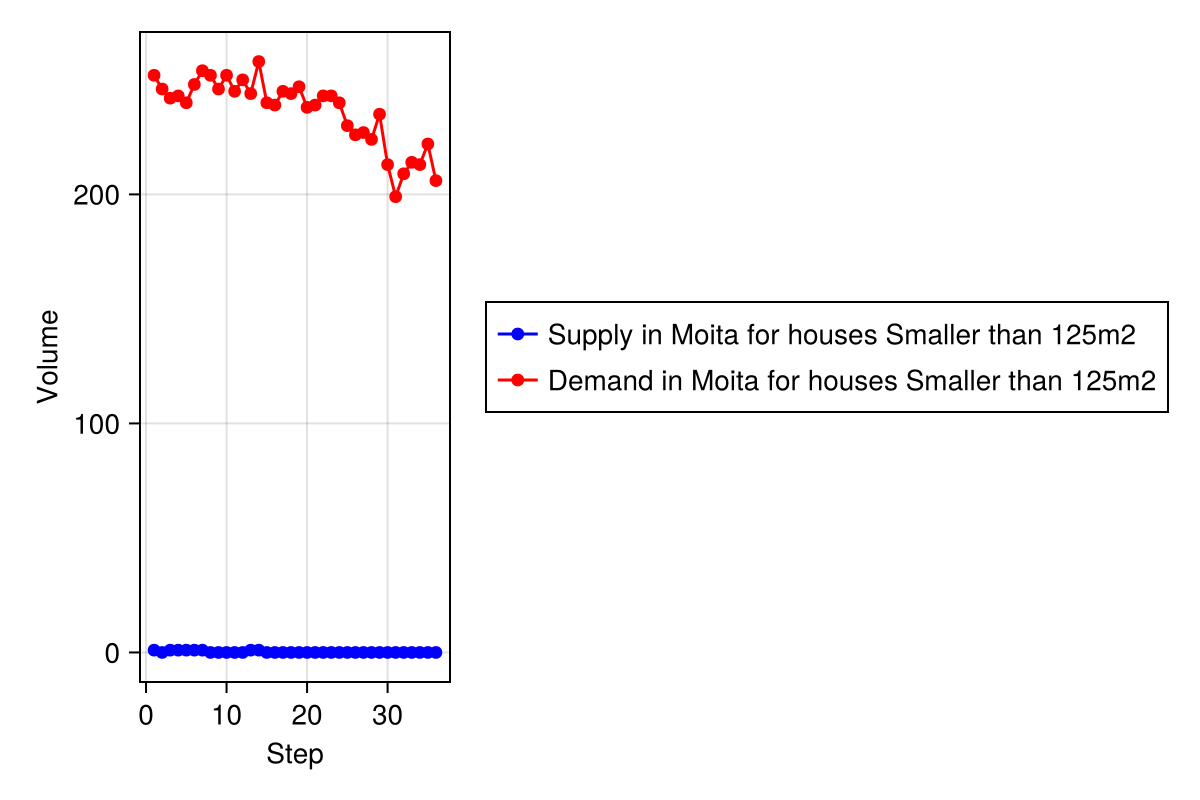 200
100
0
Volume
0 10 20 30
Step
Supply in Moita for houses Smaller than 125m2
Demand in Moita for houses Smaller than 125m2